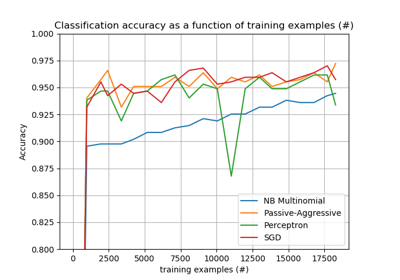 Classification accuracy as a function of training examples (#)
1.000
0.975
0.950
0.925
0.900
0.875
0.850
0.825
0.800
Accuracy
NB Multinomial
Passive-Aggressive
Perceptron
SGD
0 2500 5000 7500 10000 12500 15000 17500
training examples (#)